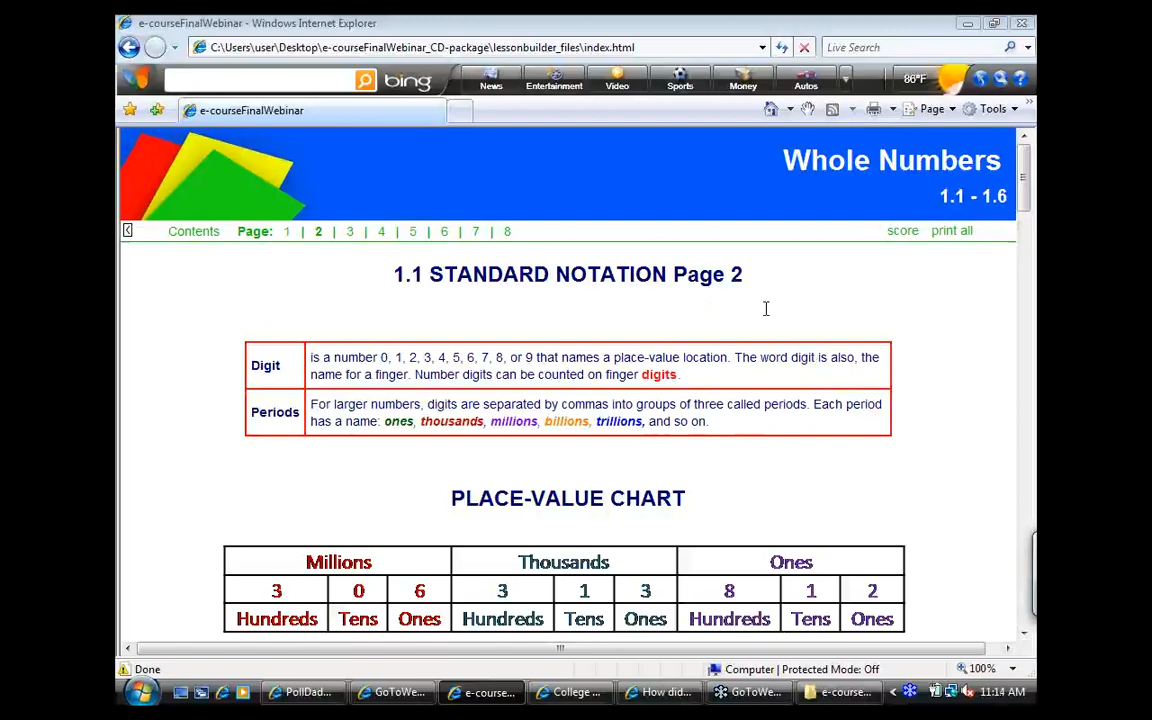 e-courseFinalWebinar - Windows Internet Explorer
C:\Users\user\Desktop\e-courseFinalWebinar_CD-package\lessonbuilder_files\index.html
Live Search
bing
News
Entertainment
Video
Sports
Money
Autos
86°F
e-courseFinalWebinar
Page
Tools
Whole Numbers
1.1 - 1.6
Contents Page: 1 | 2 | 3 | 4 | 5 | 6 | 7 | 8 score print all
1.1 STANDARD NOTATION Page 2
Digit
is a number 0, 1, 2, 3, 4, 5, 6, 7, 8, or 9 that names a place-value location. The word digit is also, the
name for a finger. Number digits can be counted on finger digits.
Periods
For larger numbers, digits are separated by commas into groups of three called periods. Each period
has a name: ones, thousands, millions, billions, trillions, and so on.
PLACE-VALUE CHART
Millions Thousands Ones
3 0 6 3 1 3 8 1 2
Hundreds Tens Ones Hundreds Tens Ones Hundreds Tens Ones
Done
Computer | Protected Mode: Off
100%
PollDad...
GoToWe...
e-course...
College ...
How did...
GoToWe...
e-course...
11:14 AM